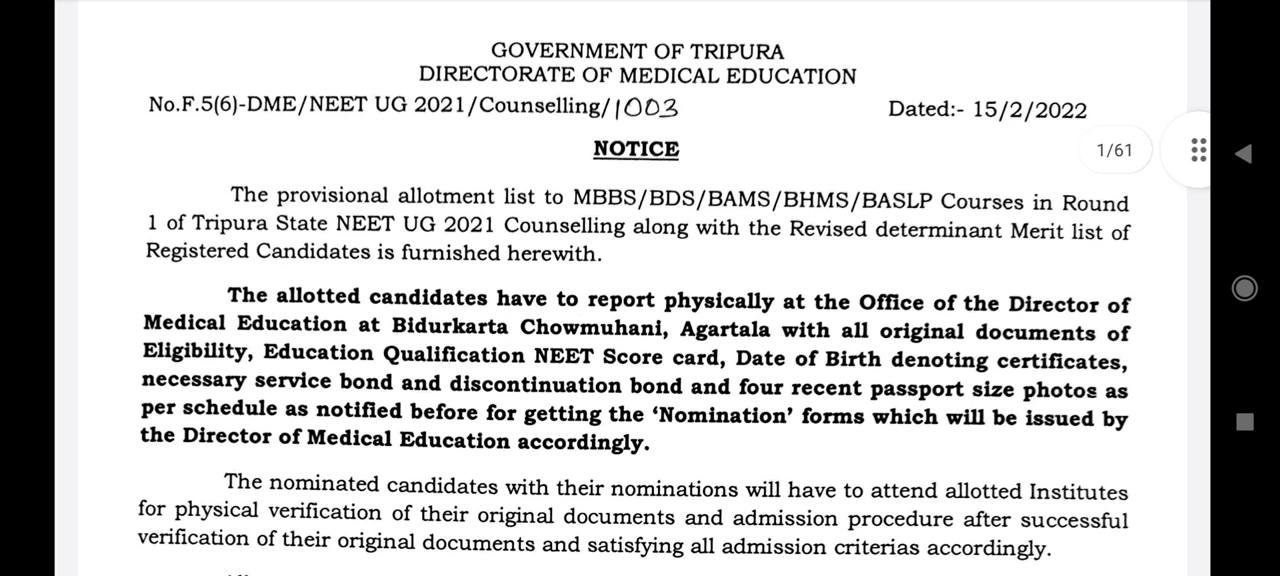 GOVERNMENT OF TRIPURA
DIRECTORATE OF MEDICAL EDUCATION
No.F.5(6)-DME/NEET UG 2021/Counselling/1003 Dated:- 15/2/2022
NOTICE
1/61
The provisional allotment list to MBBS/BDS/BAMS/BHMS/BASLP Courses in Round
1 of Tripura State NEET UG 2021 Counselling along with the Revised determinant Merit list of
Registered Candidates is furnished herewith.
The allotted candidates have to report physically at the Office of the Director of
Medical Education at Bidurkarta Chowmuhani, Agartala with all original documents of
Eligibility, Education Qualification NEET Score card, Date of Birth denoting certificates,
necessary service bond and discontinuation bond and four recent passport size photos as
per schedule as notified before for getting the ‘Nomination’ forms which will be issued by
the Director of Medical Education accordingly.
The nominated candidates with their nominations will have to attend allotted Institutes
for physical verification of their original documents and admission procedure after successful
verification of their original documents and satisfying all admission criterias accordingly.